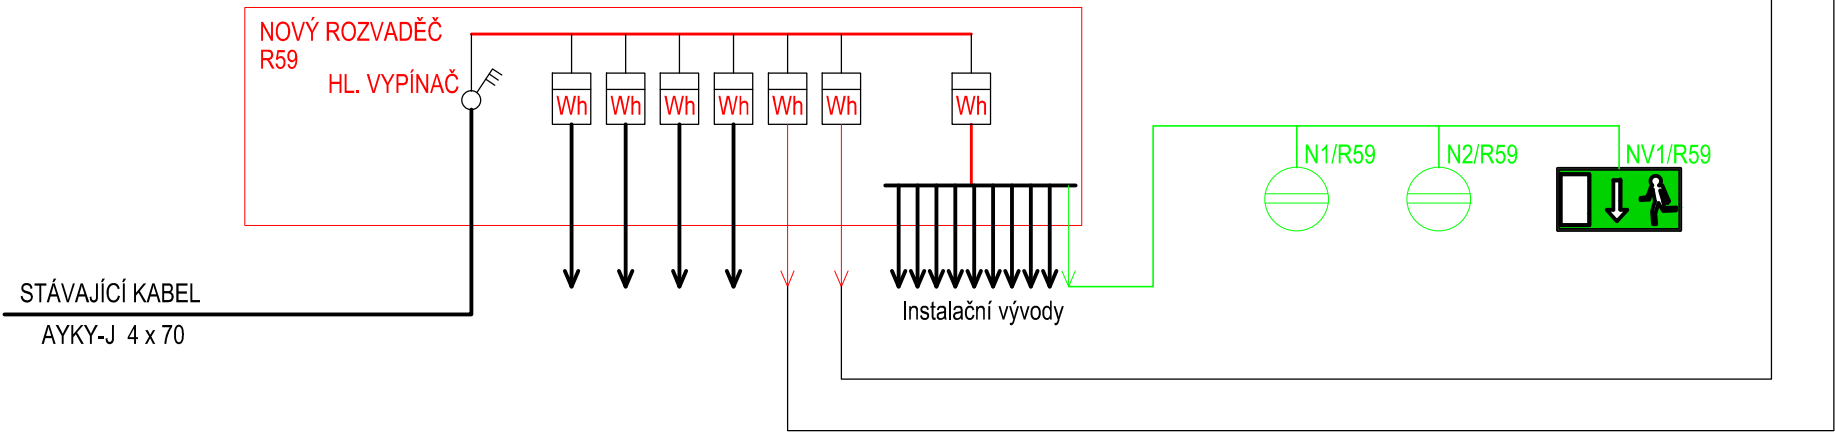 NOVÝ ROZVADĚČ
R59
HL. VYPÍNAČ
Wh Wh Wh Wh Wh Wh Wh
N1/R59 N2/R59 NV1/R59
STÁVAJÍCÍ KABEL
AYKY-J 4 x 70
Instalační vývody